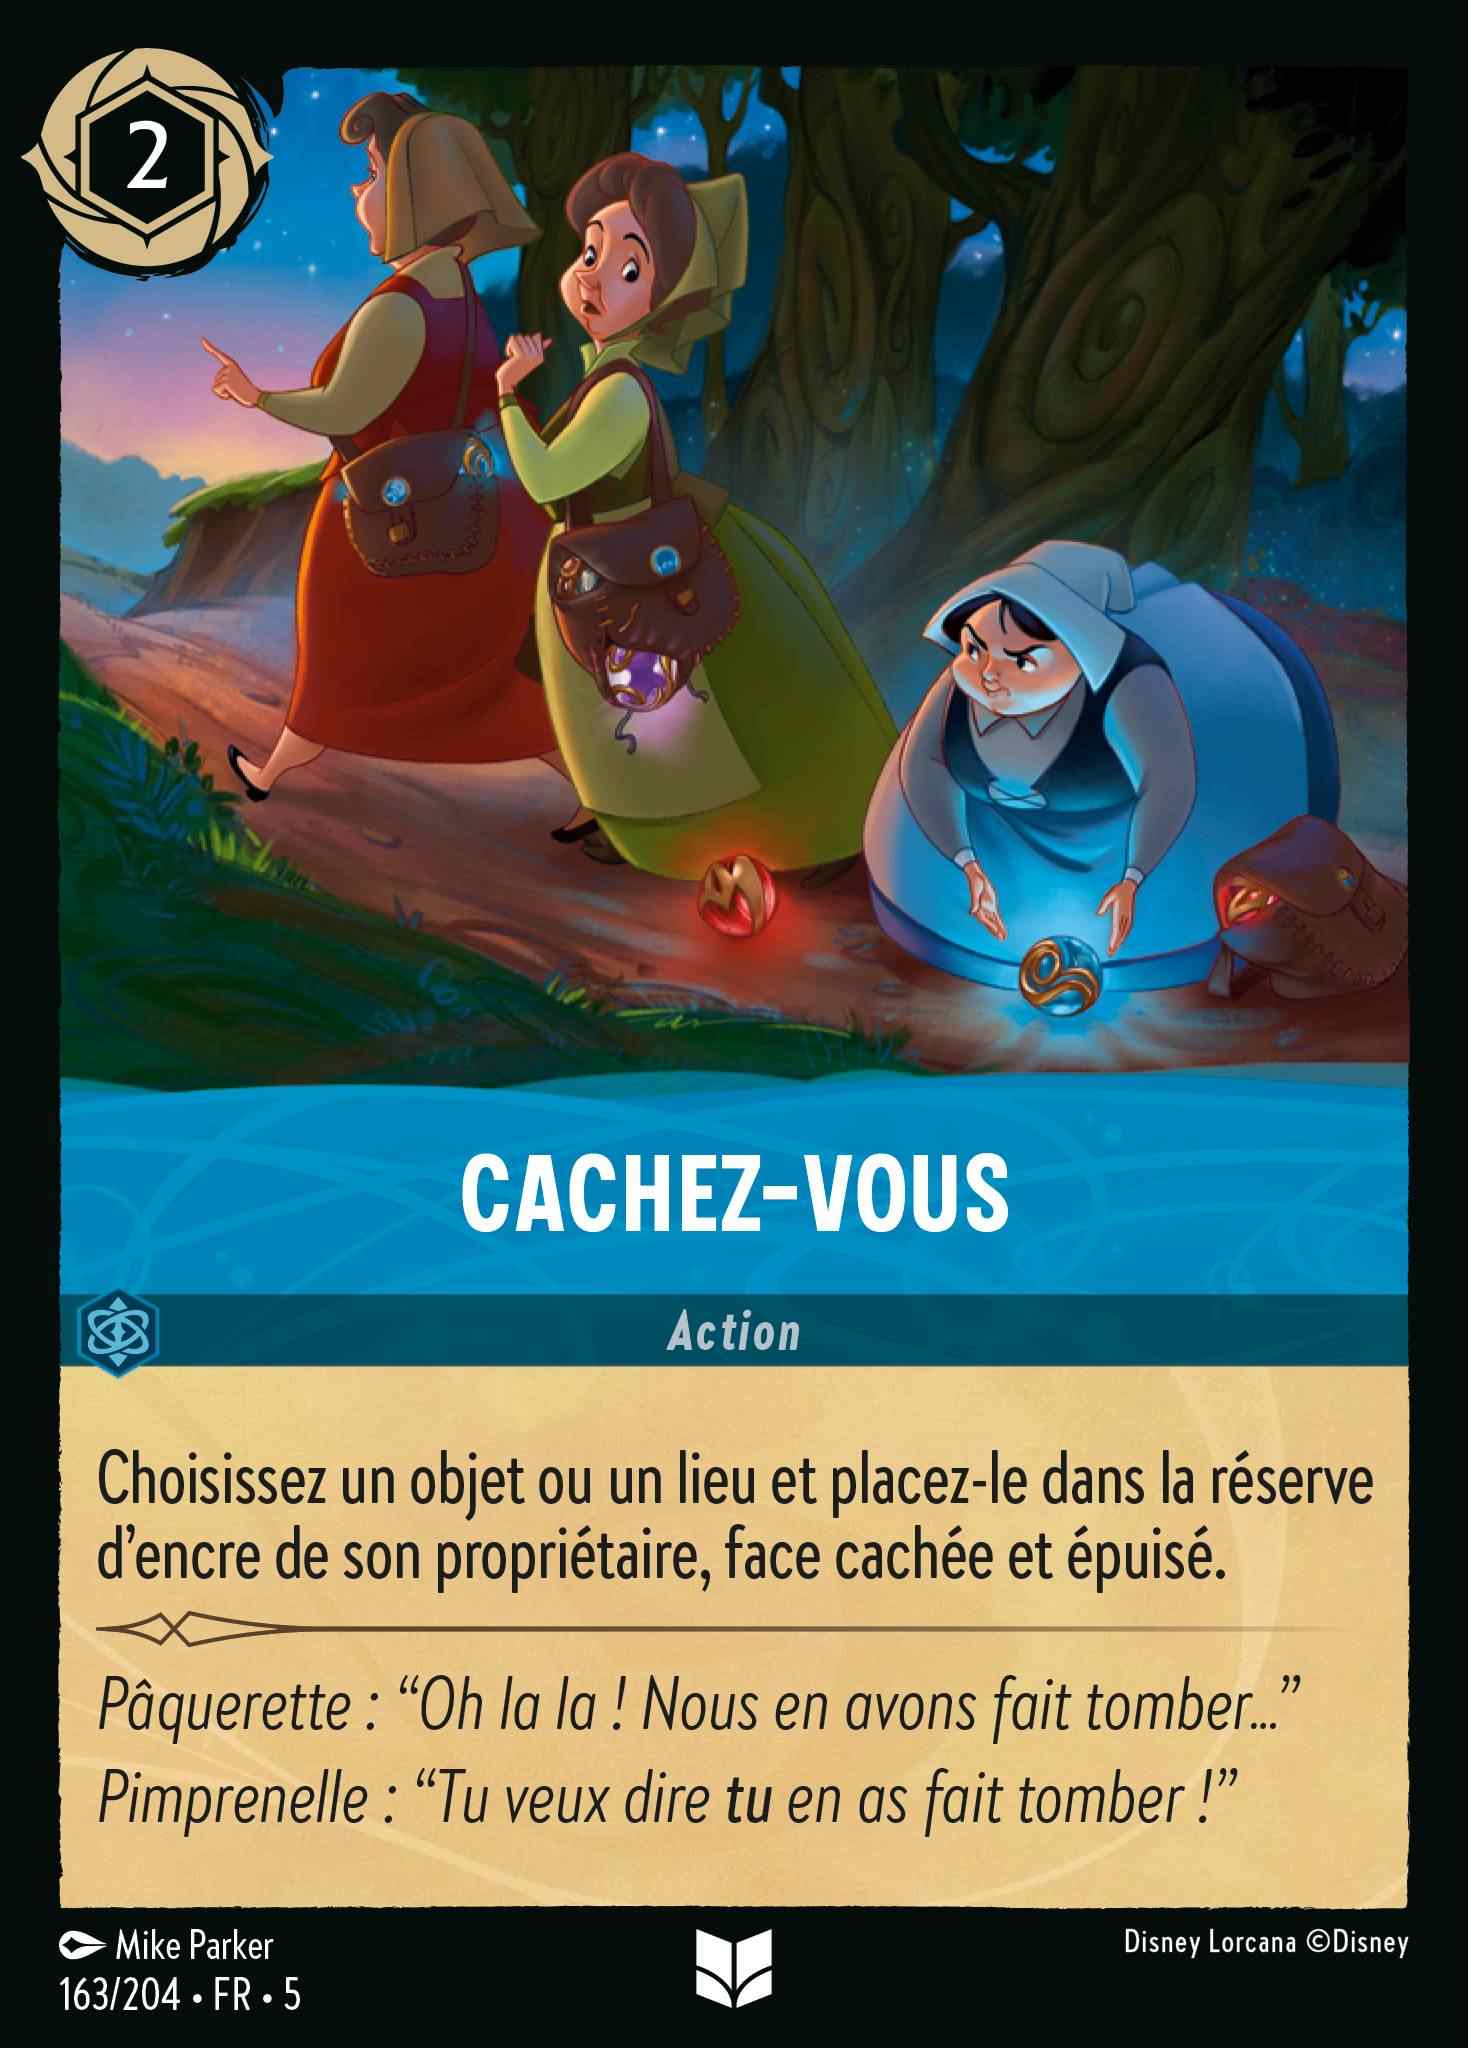 2
CACHEZ-VOUS
Action
Choisissez un objet ou un lieu et placez-le dans la réserve
d’encre de son propriétaire, face cachée et épuisé.
Pâquerette : “Oh la la ! Nous en avons fait tomber...”
Pimprenelle : “Tu veux dire tu en as fait tomber !”
Mike Parker
Disney Lorcana ©Disney
163/204 • FR • 5